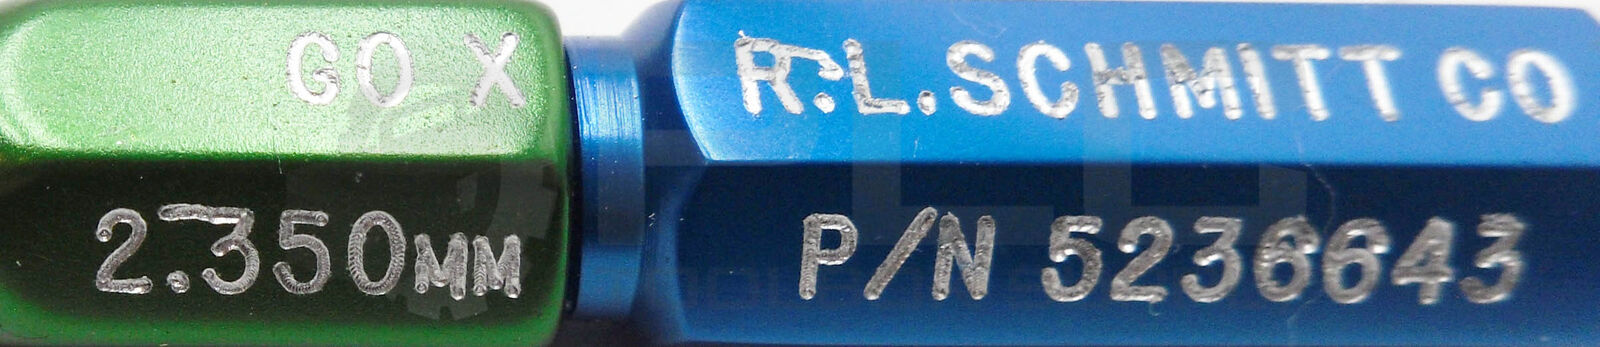 GO X
2.350MM
R.L.SCHMITT CO
P/N 5236643